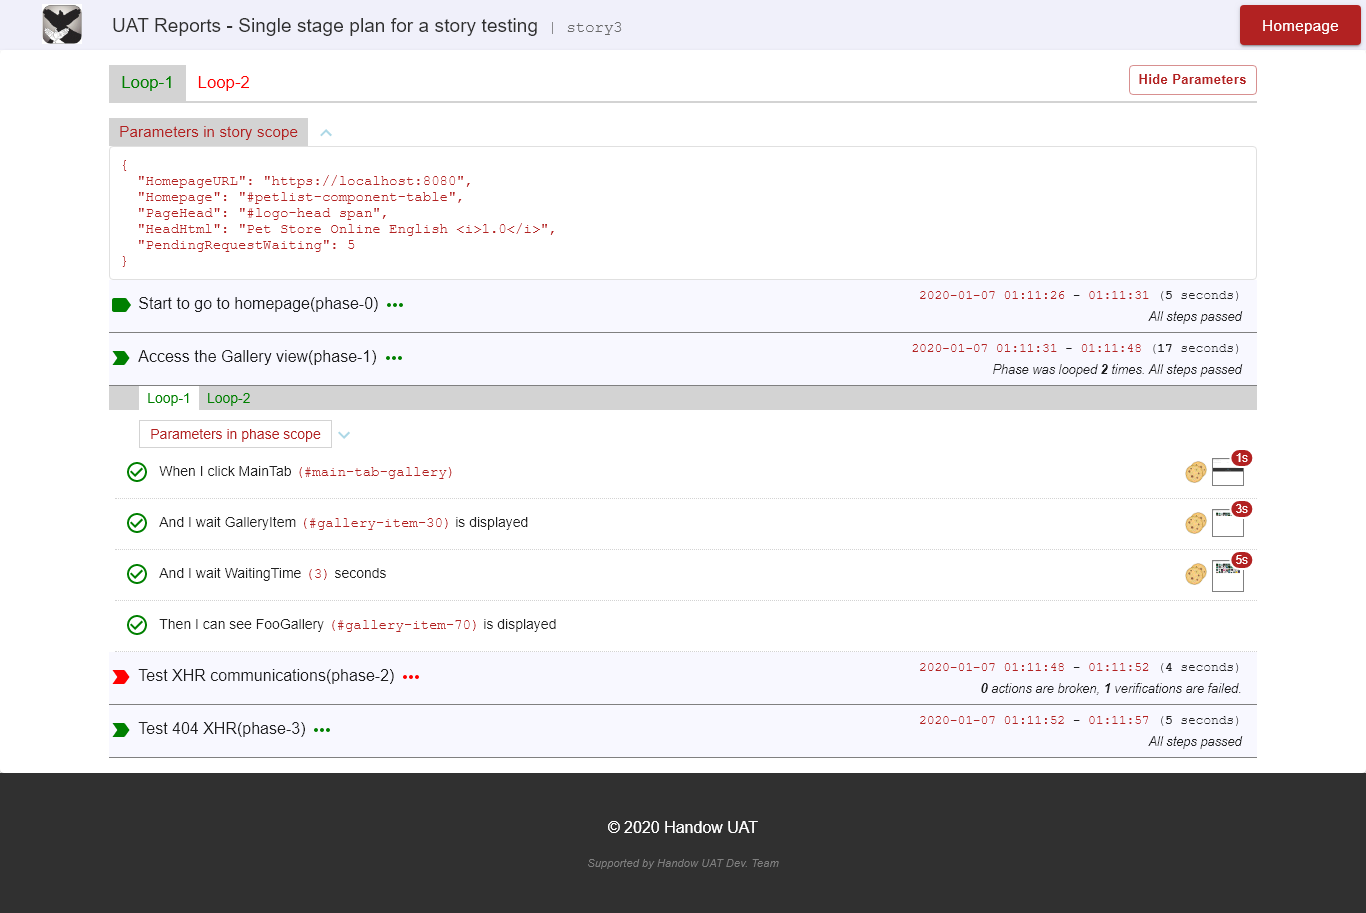 UAT Reports - Single stage plan for a story testing | story3
Homepage
Loop-1 Loop-2
Hide Parameters
Parameters in story scope
{
"HomepageURL": "https://localhost:8080",
"Homepage": "#petlist-component-table",
"PageHead": "#logo-head span",
"HeadHtml": "Pet Store Online English <i>1.0</i>",
"PendingRequestWaiting": 5
}
Start to go to homepage(phase-0) •••
2020-01-07 01:11:26 - 01:11:31 (5 seconds)
All steps passed
Access the Gallery view(phase-1) •••
2020-01-07 01:11:31 - 01:11:48 (17 seconds)
Phase was looped 2 times. All steps passed
Loop-1 Loop-2
Parameters in phase scope
When I click MainTab (#main-tab-gallery)
1s
And I wait GalleryItem (#gallery-item-30) is displayed
3s
And I wait WaitingTime (3) seconds
5s
Then I can see FooGallery (#gallery-item-70) is displayed
Test XHR communications(phase-2) •••
2020-01-07 01:11:48 - 01:11:52 (4 seconds)
0 actions are broken, 1 verifications are failed.
Test 404 XHR(phase-3) •••
2020-01-07 01:11:52 - 01:11:57 (5 seconds)
All steps passed
© 2020 Handow UAT
Supported by Handow UAT Dev. Team